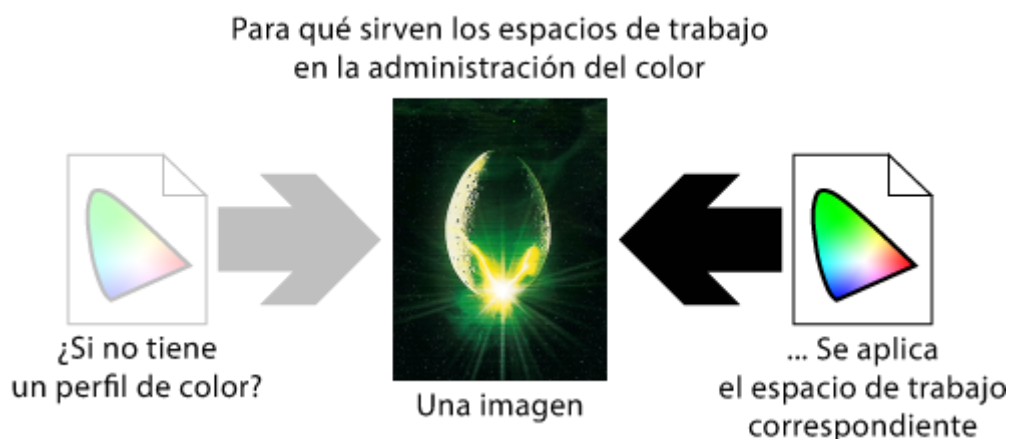 Para qué sirven los espacios de trabajo
en la administración del color
¿Si no tiene
un perfil de color?
Una imagen
... Se aplica
el espacio de trabajo
correspondiente